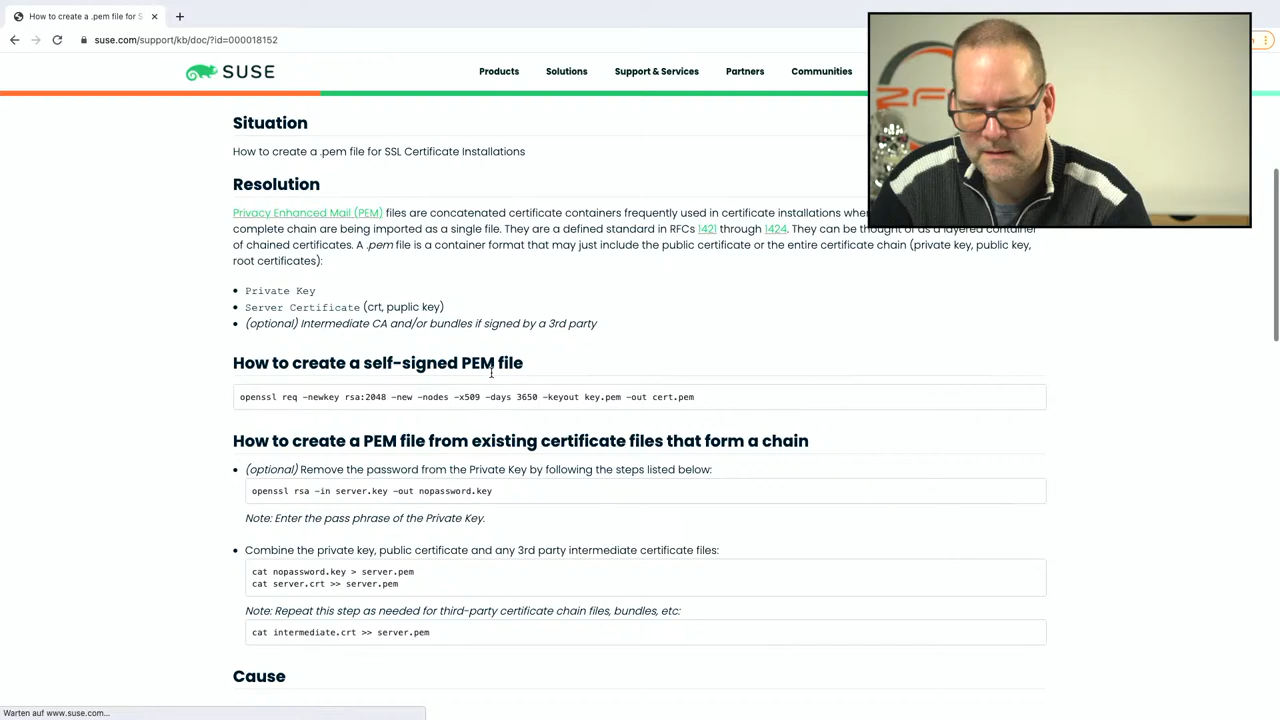 How to create a .pem file for S
suse.com/support/kb/doc/?id=000018152
SUSE
Products Solutions Support & Services Partners Communities
ZF
Situation
How to create a .pem file for SSL Certificate Installations
Resolution
Privacy Enhanced Mail (PEM) files are concatenated certificate containers frequently used in certificate installations when
complete chain are being imported as a single file. They are a defined standard in RFCs 1421 through 1424. They can be thought of as a layered container
of chained certificates. A .pem file is a container format that may just include the public certificate or the entire certificate chain (private key, public key,
root certificates):
• Private Key
• Server Certificate (crt, puplic key)
• (optional) Intermediate CA and/or bundles if signed by a 3rd party
How to create a self-signed PEM file
openssl req -newkey rsa:2048 -new -nodes -x509 -days 3650 -keyout key.pem -out cert.pem
How to create a PEM file from existing certificate files that form a chain
• (optional) Remove the password from the Private Key by following the steps listed below:
openssl rsa -in server.key -out nopassword.key
Note: Enter the pass phrase of the Private Key.
• Combine the private key, public certificate and any 3rd party intermediate certificate files:
cat nopassword.key > server.pem
cat server.crt >> server.pem
Note: Repeat this step as needed for third-party certificate chain files, bundles, etc:
cat intermediate.crt >> server.pem
Cause
Warten auf www.suse.com...